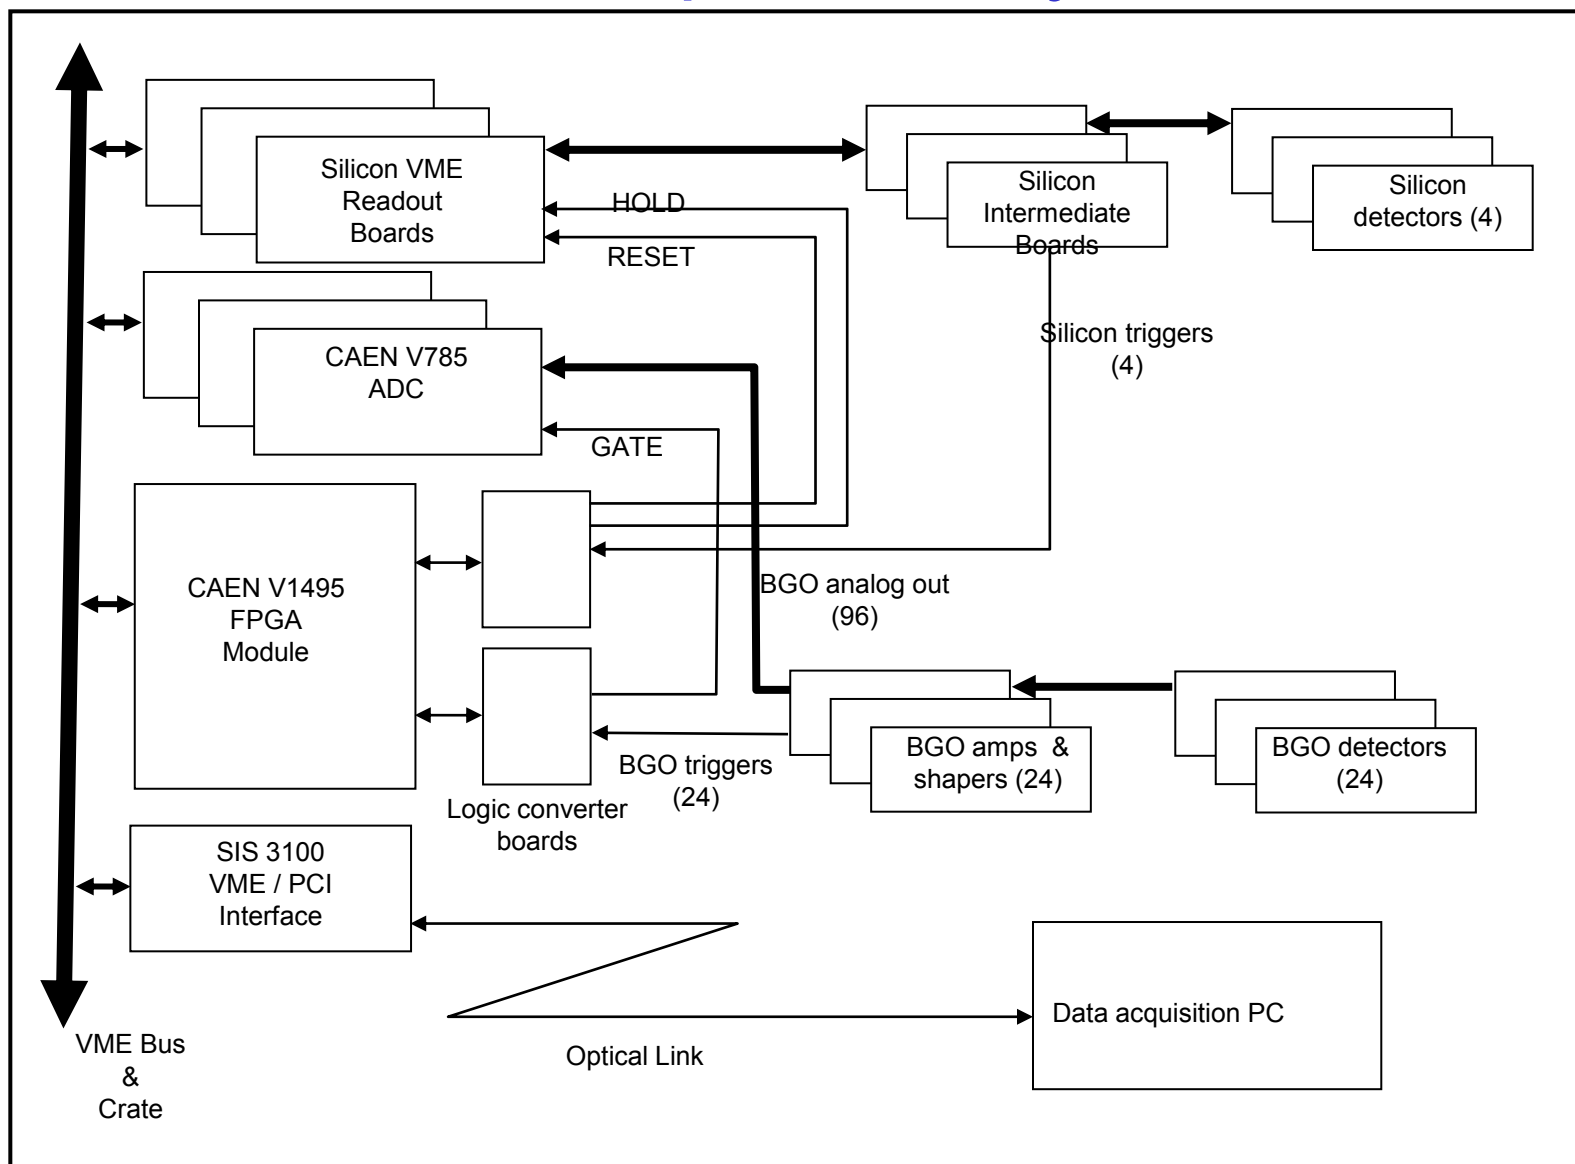 Silicon VME
Readout
Boards
HOLD
RESET
Silicon
Intermediate
Boards
Silicon
detectors (4)
Silicon triggers
(4)
CAEN V785
ADC
GATE
CAEN V1495
FPGA
Module
BGO analog out
(96)
BGO triggers
(24)
BGO amps & 
shapers (24)
BGO detectors
(24)
Logic converter
boards
SIS 3100
VME / PCI
Interface
Data acquisition PC
Optical Link
VME Bus
&
Crate